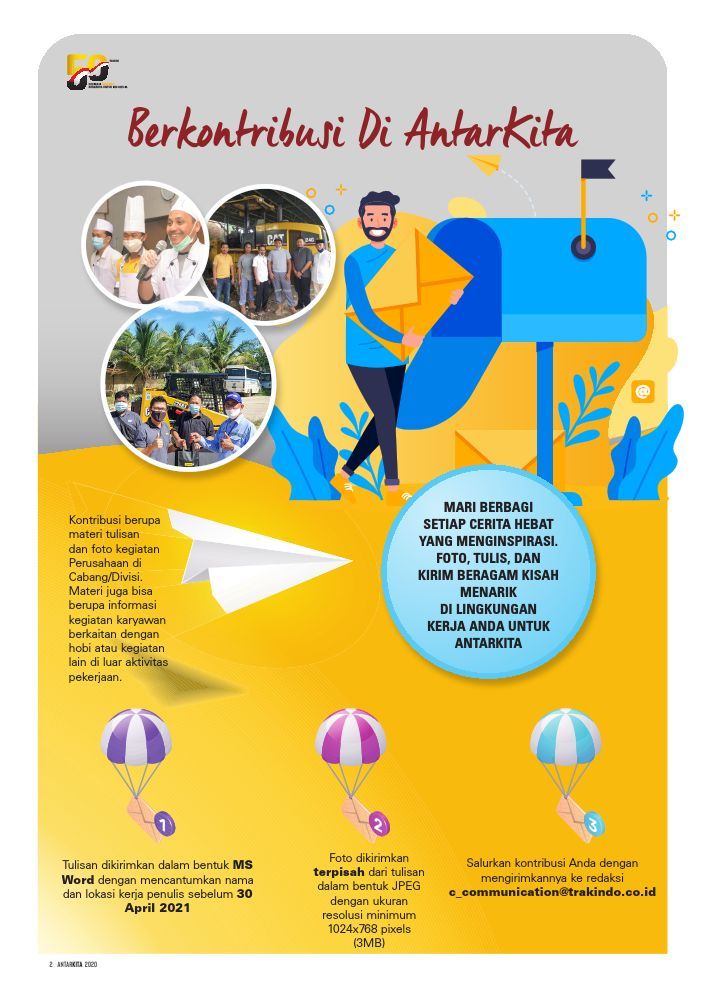 50
Berkontribusi Di AntarKita
CAT
246
@
Kontribusi berupa
materi tulisan
dan foto kegiatan
Perusahaan di
Cabang/Divisi.
Materi juga bisa
berupa informasi
kegiatan karyawan
berkaitan dengan
hobi atau kegiatan
lain di luar aktivitas
pekerjaan.
MARI BERBAGI
SETIAP CERITA HEBAT
YANG MENGINSPIRASI.
FOTO, TULIS, DAN
KIRIM BERAGAM KISAH
MENARIK
DI LINGKUNGAN
KERJA ANDA UNTUK
ANTARKITA
1
Tulisan dikirimkan dalam bentuk MS
Word dengan mencantumkan nama
dan lokasi kerja penulis sebelum 30
April 2021
2
Foto dikirimkan
terpisah dari tulisan
dalam bentuk JPEG
dengan ukuran
resolusi minimum
1024x768 pixels
(3MB)
3
Salurkan kontribusi Anda dengan
mengirimkannya ke redaksi
c_communication@trakindo.co.id
2 ANTARKITA 2020